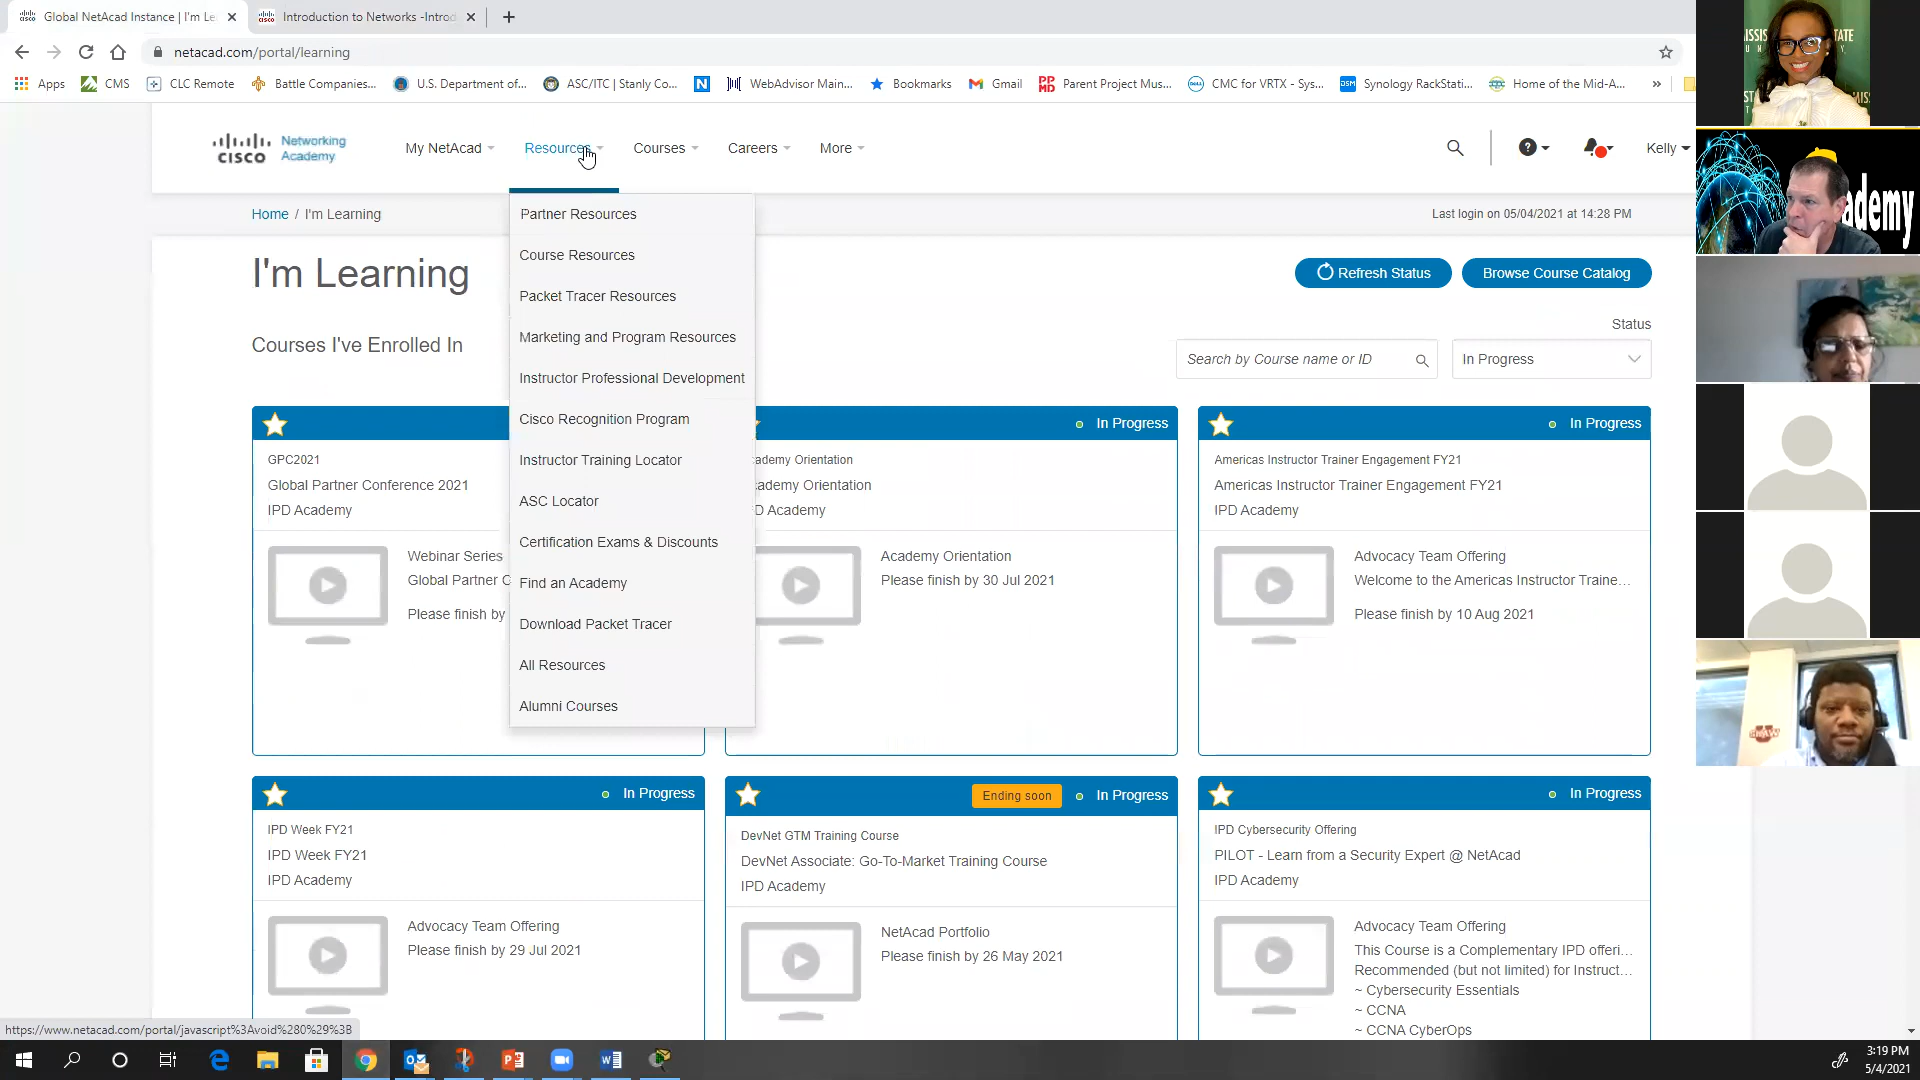 Global NetAcad Instance | I'm Le
Introduction to Networks -Introd
netacad.com/portal/learning
Apps
CMS
CLC Remote
Battle Companies...
U.S. Department of...
ASC/ITC | Stanly Co...
WebAdvisor Main...
Bookmarks
Gmail
Parent Project Mus...
CMC for VRTX - Sys...
Synology RackStati...
Home of the Mid-A...
»
CISCO
Networking
Academy
My NetAcad
Resources
Courses
Careers
More
Kelly
Home / I'm Learning
Last login on 05/04/2021 at 14:28 PM
Partner Resources
Course Resources
Packet Tracer Resources
Marketing and Program Resources
Instructor Professional Development
Cisco Recognition Program
Instructor Training Locator
ASC Locator
Certification Exams & Discounts
Find an Academy
Download Packet Tracer
All Resources
Alumni Courses
I'm Learning
Refresh Status
Browse Course Catalog
Courses I've Enrolled In
Status
Search by Course name or ID
In Progress
GPC2021
Global Partner Conference 2021
IPD Academy
Webinar Series
Global Partner C
Please finish by
In Progress
ademy Orientation
cademy Orientation
D Academy
Academy Orientation
Please finish by 30 Jul 2021
In Progress
Americas Instructor Trainer Engagement FY21
Americas Instructor Trainer Engagement FY21
IPD Academy
Advocacy Team Offering
Welcome to the Americas Instructor Traine...
Please finish by 10 Aug 2021
In Progress
IPD Week FY21
IPD Week FY21
IPD Academy
Advocacy Team Offering
Please finish by 29 Jul 2021
Ending soon
In Progress
DevNet GTM Training Course
DevNet Associate: Go-To-Market Training Course
IPD Academy
NetAcad Portfolio
Please finish by 26 May 2021
In Progress
IPD Cybersecurity Offering
PILOT - Learn from a Security Expert @ NetAcad
IPD Academy
Advocacy Team Offering
This Course is a Complementary IPD offeri...
Recommended (but not limited) for Instruct...
~ Cybersecurity Essentials
~ CCNA
~ CCNA CyberOps
https://www.netacad.com/portal/javascript%3Avoid%280%29%3B
3:19 PM
5/4/2021
ademy